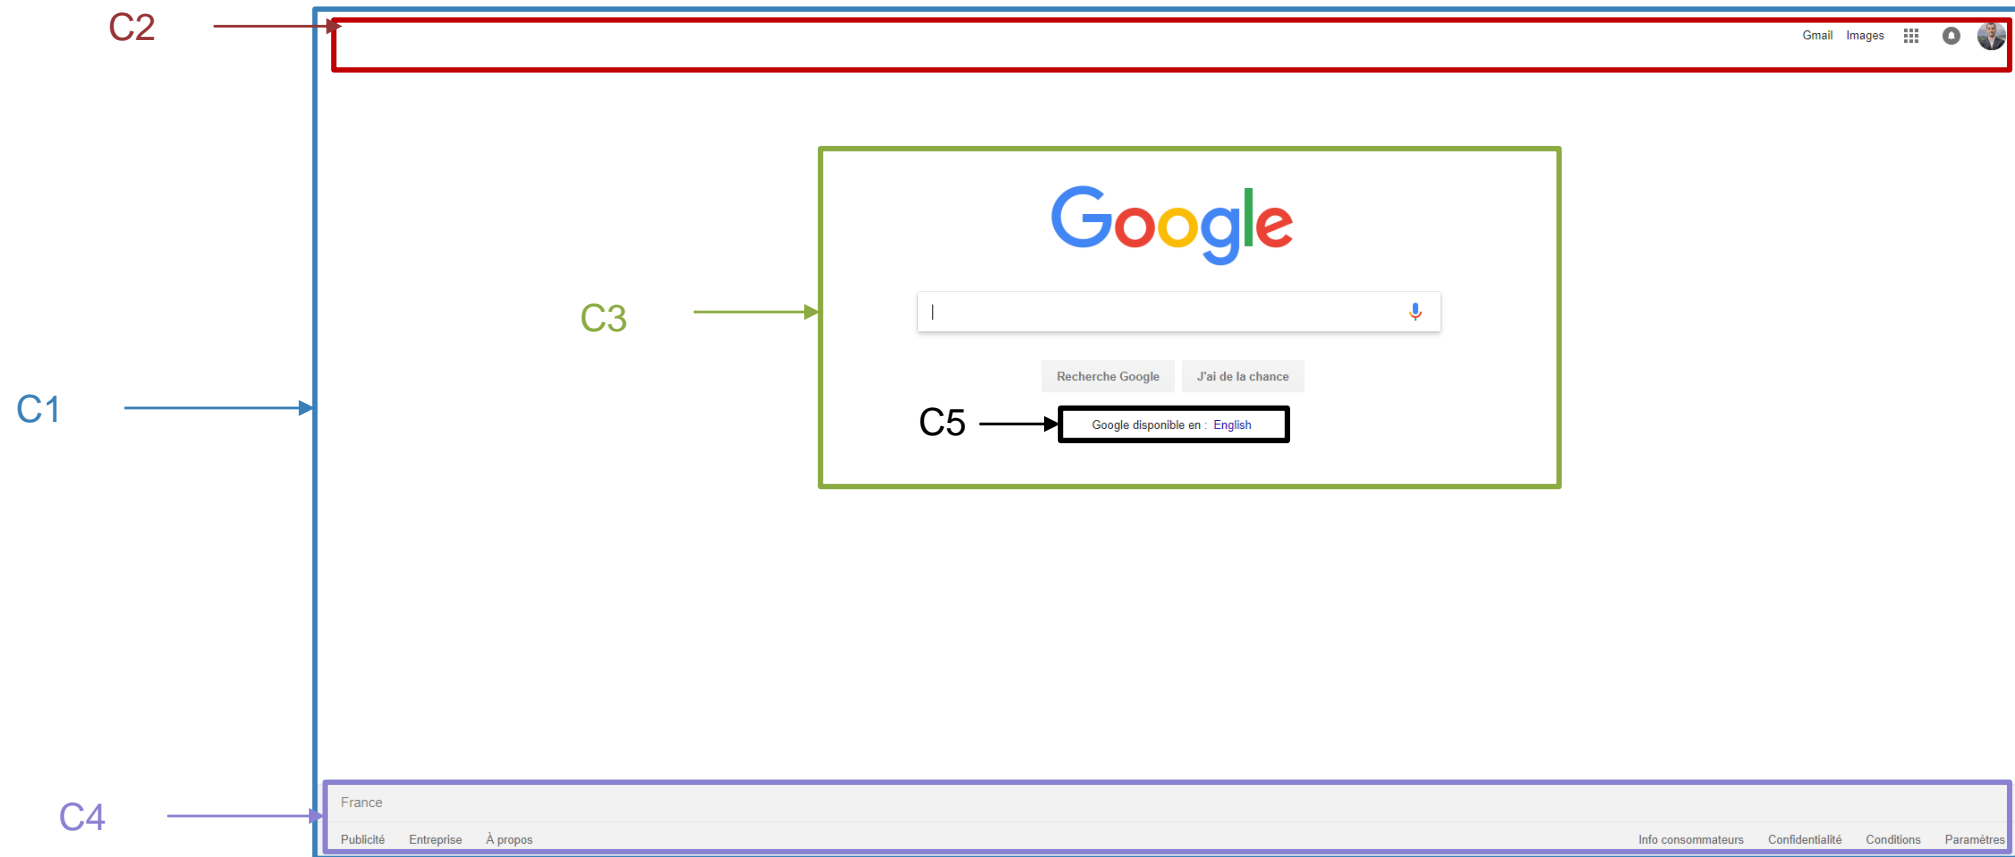 C2
Gmail Images
Google
C3
Recherche Google J'ai de la chance
C1
C5
Google disponible en : English
France
C4
Publicité Entreprise À propos Info consommateurs Confidentialité Conditions Paramètres